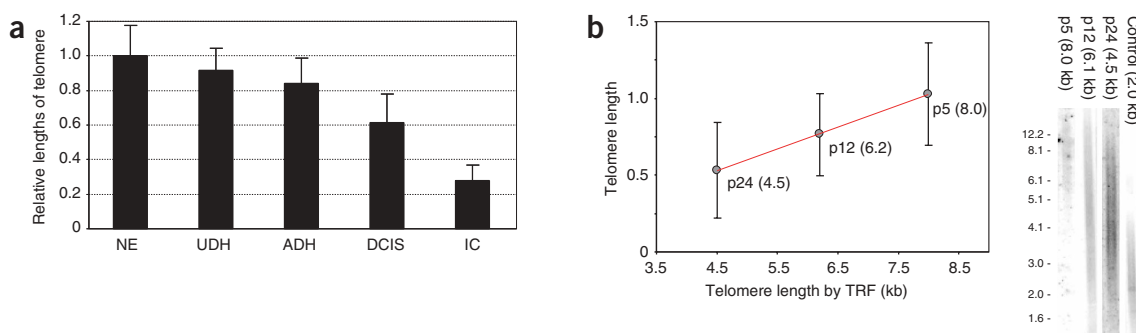 a
Relative lengths of telomere
1.2
1.0
0.8
0.6
0.4
0.2
0
NE UDH ADH DCIS IC
b
Telomere length
1.5
1.0
0.5
0
p5 (8.0)
p12 (6.2)
p24 (4.5)
3.5 4.5 5.5 6.5 7.5 8.5
Telomere length by TRF (kb)
p5 (8.0 kb)
p12 (6.1 kb)
p24 (4.5 kb)
Control (2.0 kb)
12.2 -
8.1 -
6.1 -
5.1 -
4.1 -
3.0 -
2.0 -
1.6 -